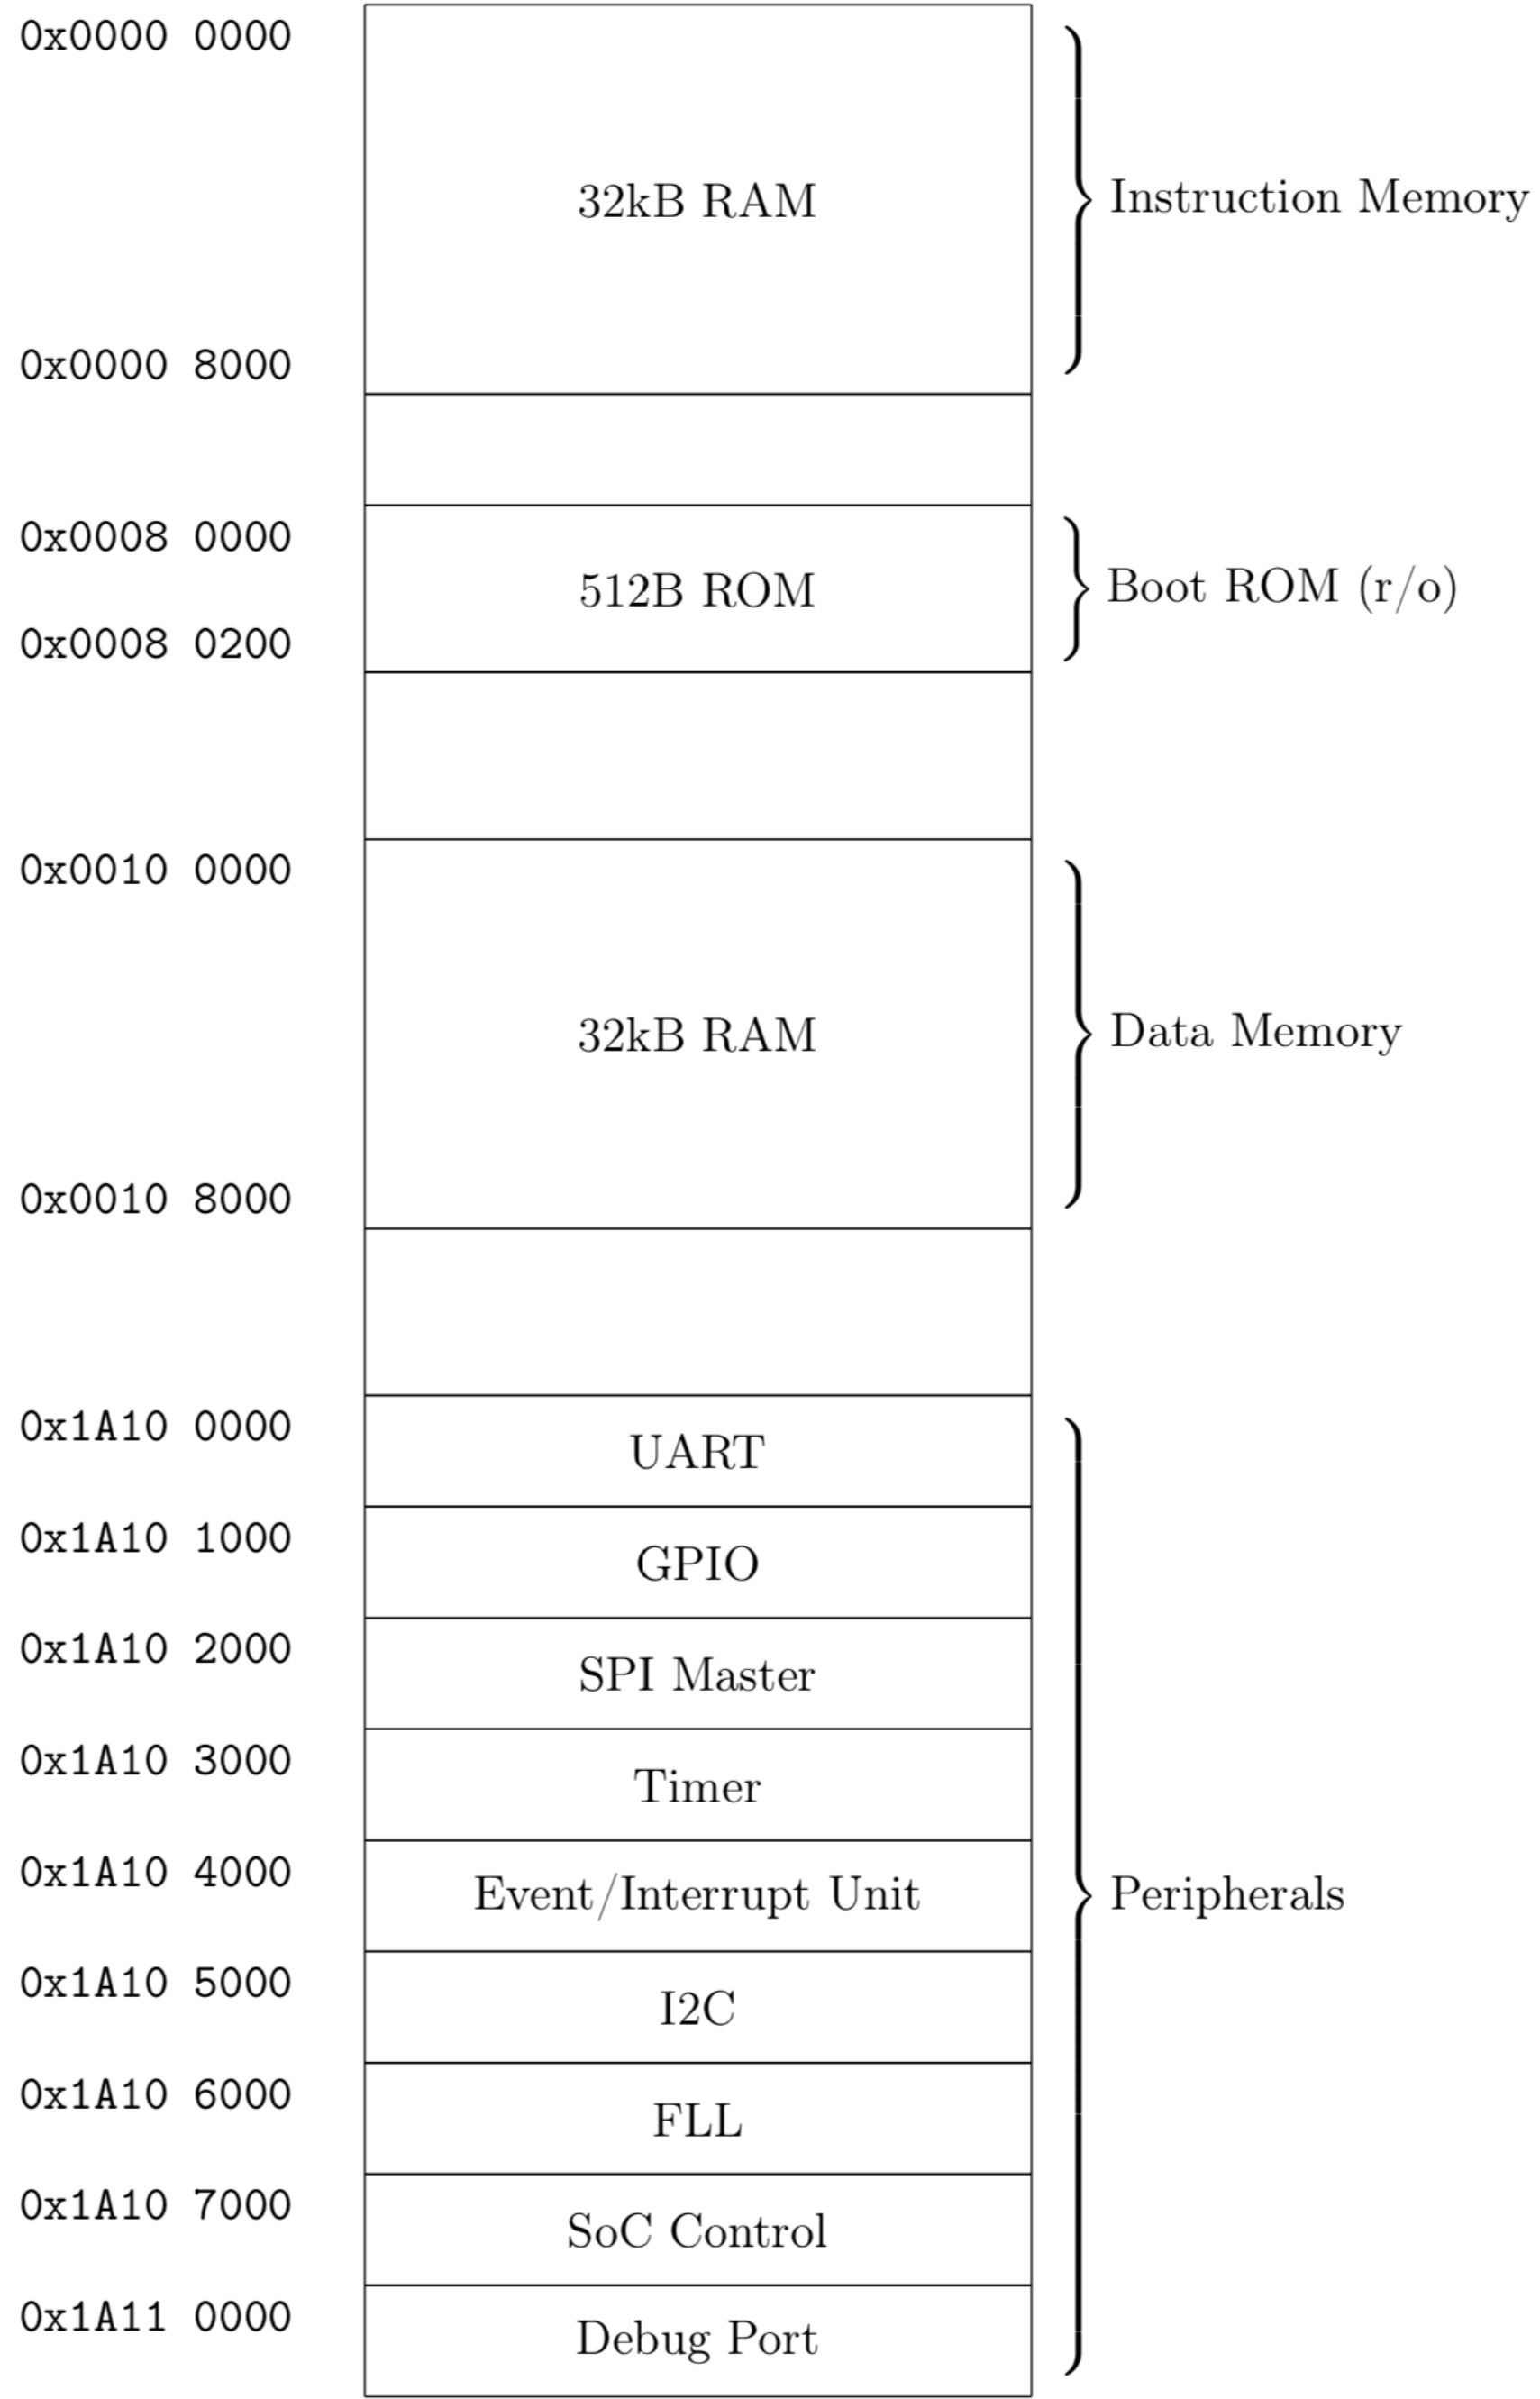 0x0000 0000
32kB RAM
Instruction Memory
0x0000 8000
0x0008 0000
512B ROM
Boot ROM (r/o)
0x0008 0200
0x0010 0000
32kB RAM
Data Memory
0x0010 8000
0x1A10 0000
UART
0x1A10 1000
GPIO
0x1A10 2000
SPI Master
0x1A10 3000
Timer
0x1A10 4000
Event/Interrupt Unit
Peripherals
0x1A10 5000
I2C
0x1A10 6000
FLL
0x1A10 7000
SoC Control
0x1A11 0000
Debug Port